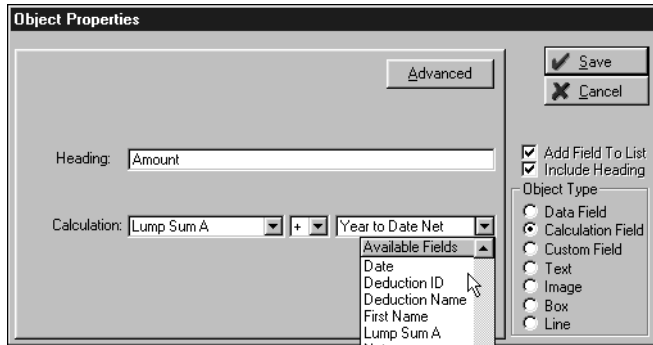 Object Properties
Advanced
Save
Cancel
Heading: Amount
Add Field To List
Include Heading
Object Type
Data Field
Calculation Field
Custom Field
Text
Image
Box
Line
Calculation: Lump Sum A + Year to Date Net
Available Fields
Date
Deduction ID
Deduction Name
First Name
Lump Sum A